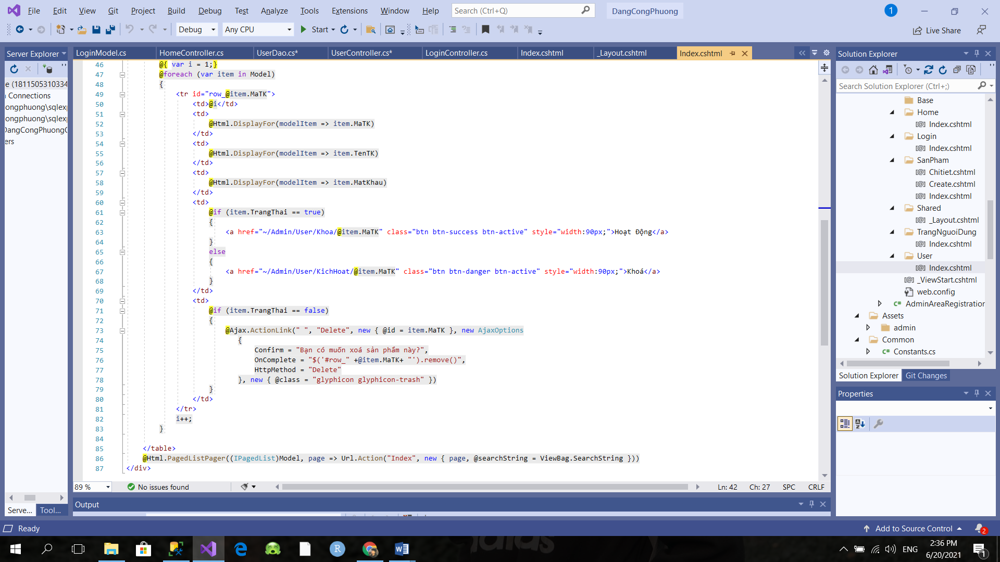 File Edit View Git Project Build Debug Test Analyze Tools Extensions Window Help Search (Ctrl+Q) DangCongPhuong 1
Debug Any CPU Start Live Share
Server Explorer
e (1811505310334
Connections
ongphuong\sqlexp
ongphuong\sqlexp
DangCongPhuong
ers
Serve... Tool...
LoginModel.cs HomeController.cs UserDao.cs* UserController.cs* LoginController.cs Index.cshtml _Layout.cshtml Index.cshtml
46 @{ var i = 1;}
47 @foreach (var item in Model)
48 {
49 <tr id="row_@item.MaTK">
50 <td>@i</td>
51 <td>
52 @Html.DisplayFor(modelItem => item.MaTK)
53 </td>
54 <td>
55 @Html.DisplayFor(modelItem => item.TenTK)
56 </td>
57 <td>
58 @Html.DisplayFor(modelItem => item.MatKhau)
59 </td>
60 <td>
61 @if (item.TrangThai == true)
62 {
63 <a href="~/Admin/User/Khoa/@item.MaTK" class="btn btn-success btn-active" style="width:90px;">Hoạt Động</a>
64 }
65 else
66 {
67 <a href="~/Admin/User/KichHoat/@item.MaTK" class="btn btn-danger btn-active" style="width:90px;">Khoá</a>
68 }
69 </td>
70 <td>
71 @if (item.TrangThai == false)
72 {
73 @Ajax.ActionLink(" ", "Delete", new { @id = item.MaTK }, new AjaxOptions
74 {
75 Confirm = "Bạn có muốn xoá sản phẩm này?",
76 OnComplete = "$('#row_" +@item.MaTK+ "').remove()",
77 HttpMethod = "Delete"
78 }, new { @class = "glyphicon glyphicon-trash" })
79 }
80 </td>
81 </tr>
82 i++;
83 }
84
85 </table>
86 @Html.PagedListPager((IPagedList)Model, page => Url.Action("Index", new { page, @searchString = ViewBag.SearchString }))
87 </div>
89 % No issues found Ln: 42 Ch: 27 SPC CRLF
Output
Solution Explorer
Search Solution Explorer (Ctrl+;)
Base
Home
Index.cshtml
Login
Index.cshtml
SanPham
Chitiet.cshtml
Create.cshtml
Index.cshtml
Shared
_Layout.cshtml
TrangNguoiDung
Index.cshtml
User
Index.cshtml
_ViewStart.cshtml
web.config
C# AdminAreaRegistration
Assets
admin
Common
C# Constants.cs
Solution Explorer Git Changes
Properties
Ready Add to Source Control 2
ENG 2:36 PM 6/20/2021 1